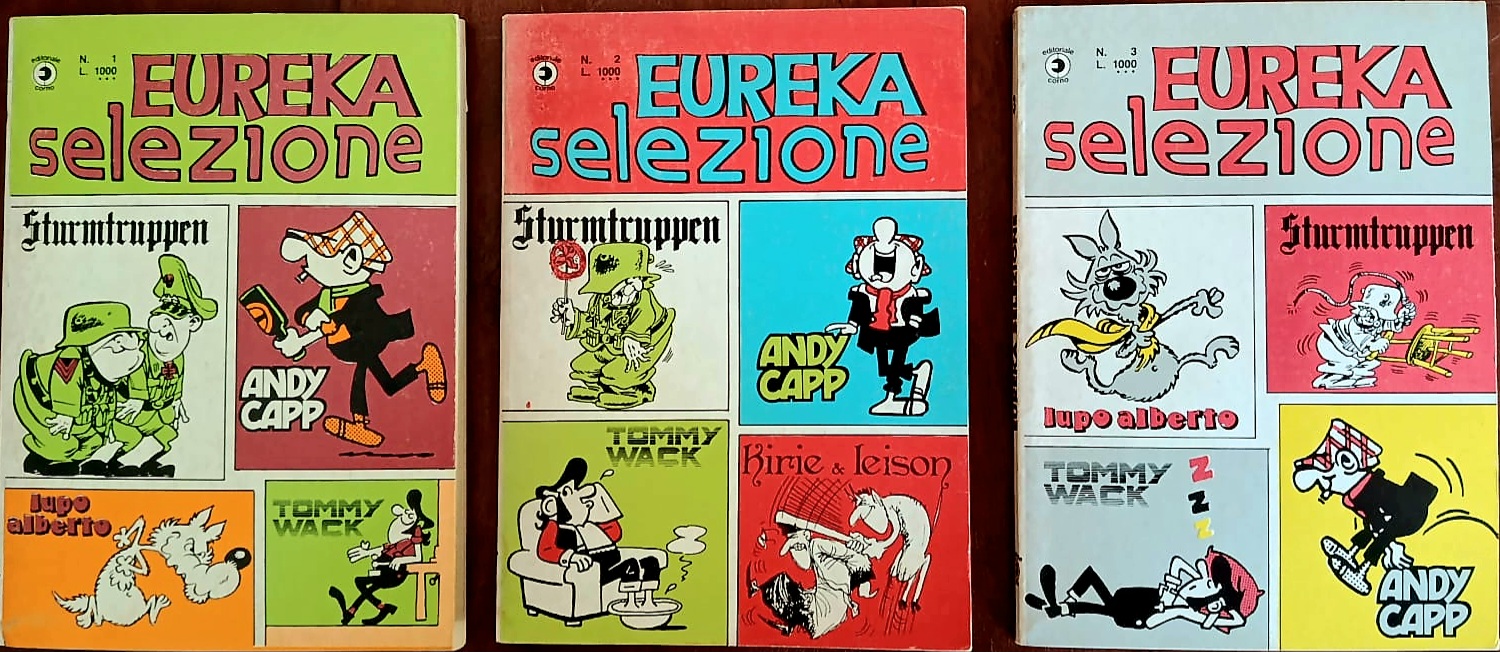 editoriale
corno
N. 1
L. 1000
EUREKA
selezione
Sturmtruppen
ANDY
CAPP
lupo
alberto
TOMMY
WACK
editoriale
corno
N. 2
L. 1000
EUREKA
selezione
Sturmtruppen
ANDY
CAPP
TOMMY
WACK
Kirie & leison
editoriale
corno
N. 3
L. 1000
EUREKA
selezione
lupo alberto
Sturmtruppen
TOMMY
WACK
Z
Z
Z
ANDY
CAPP